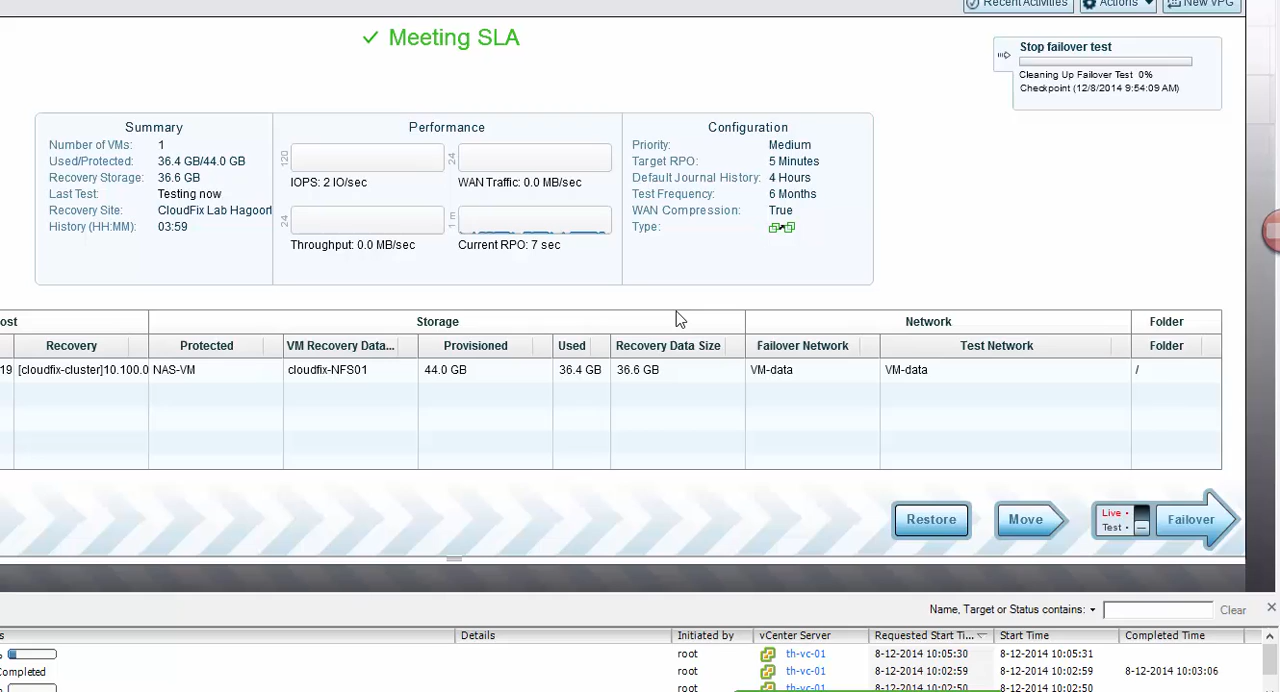 Recent Activities
Actions
New VPG
Meeting SLA
Stop failover test
Cleaning Up Failover Test 0%
Checkpoint (12/8/2014 9:54:09 AM)
Summary
Number of VMs: 1
Used/Protected: 36.4 GB/44.0 GB
Recovery Storage: 36.6 GB
Last Test: Testing now
Recovery Site: CloudFix Lab Hagoort
History (HH:MM): 03:59
Performance
120
IOPS: 2 IO/sec
24
WAN Traffic: 0.0 MB/sec
24
Throughput: 0.0 MB/sec
1 m
Current RPO: 7 sec
Configuration
Priority: Medium
Target RPO: 5 Minutes
Default Journal History: 4 Hours
Test Frequency: 6 Months
WAN Compression: True
Type:
ost Storage Network Folder
Recovery Protected VM Recovery Data... Provisioned Used Recovery Data Size Failover Network Test Network Folder
19 [cloudfix-cluster]10.100.0 NAS-VM cloudfix-NFS01 44.0 GB 36.4 GB 36.6 GB VM-data VM-data /
Restore
Move
Live
Test
Failover
Name, Target or Status contains:
Clear
s Details Initiated by vCenter Server Requested Start Ti... Start Time Completed Time
root th-vc-01 8-12-2014 10:05:30 8-12-2014 10:05:31
Completed root th-vc-01 8-12-2014 10:02:59 8-12-2014 10:02:59 8-12-2014 10:03:06
root th-vc-01 8-12-2014 10:02:50 8-12-2014 10:02:50